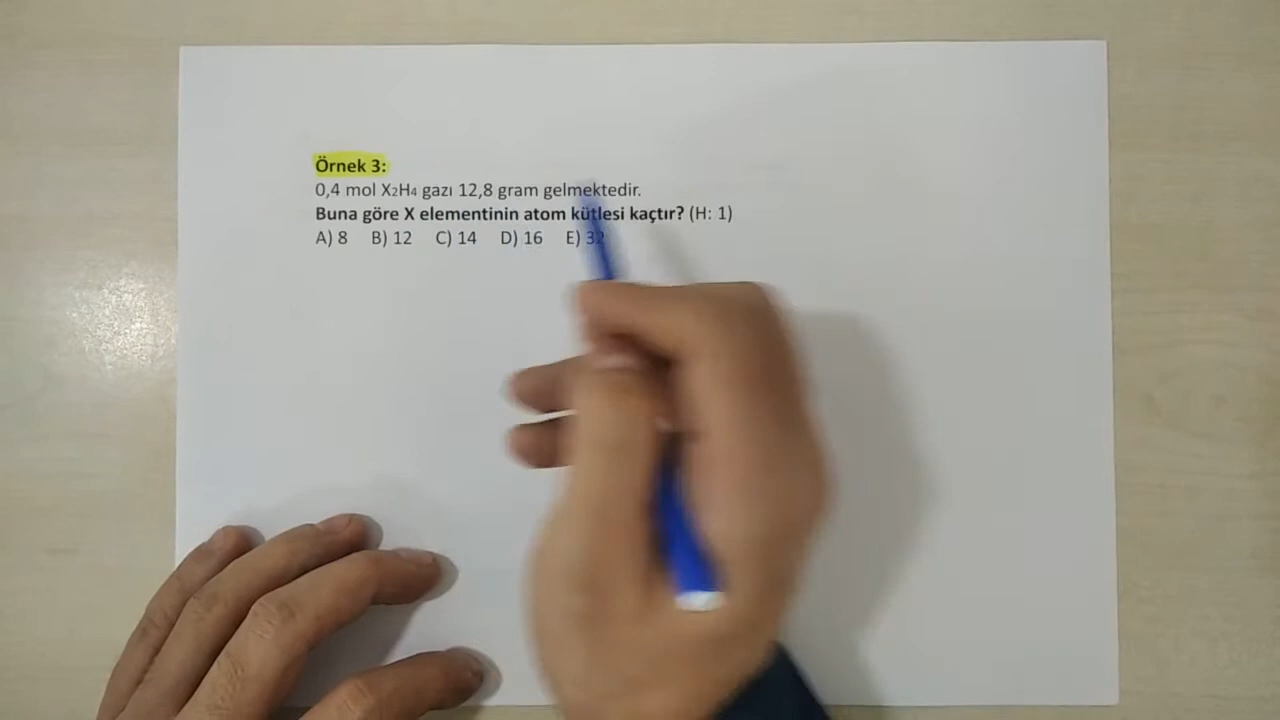 Örnek 3:
0,4 mol X₂H₄ gazı 12,8 gram gelmektedir.
Buna göre X elementinin atom kütlesi kaçtır? (H: 1)
A) 8 B) 12 C) 14 D) 16 E) 32